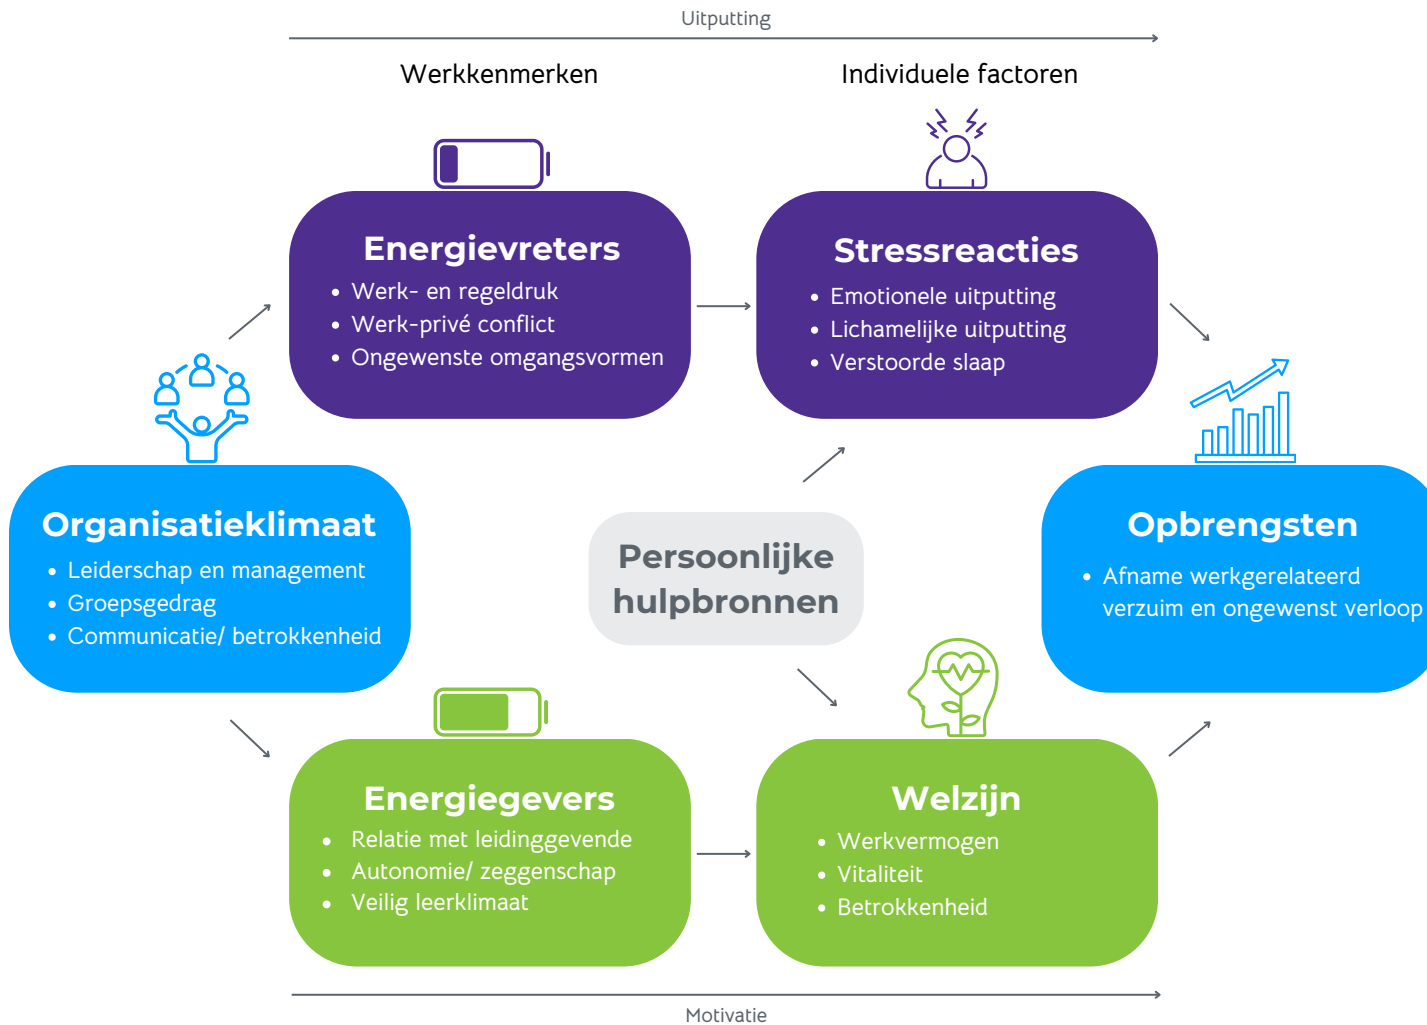 Uitputting
Werkkenmerken
Individuele factoren
Energievreters
• Werk- en regeldruk
• Werk-privé conflict
• Ongewenste omgangsvormen
Stressreacties
• Emotionele uitputting
• Lichamelijke uitputting
• Verstoorde slaap
Organisatieklimaat
• Leiderschap en management
• Groepsgedrag
• Communicatie/ betrokkenheid
Persoonlijke
hulpbronnen
Opbrengsten
• Afname werkgerelateerd
verzuim en ongewenst verloop
Energiegevers
• Relatie met leidinggevende
• Autonomie/ zeggenschap
• Veilig leerklimaat
Welzijn
• Werkvermogen
• Vitaliteit
• Betrokkenheid
Motivatie